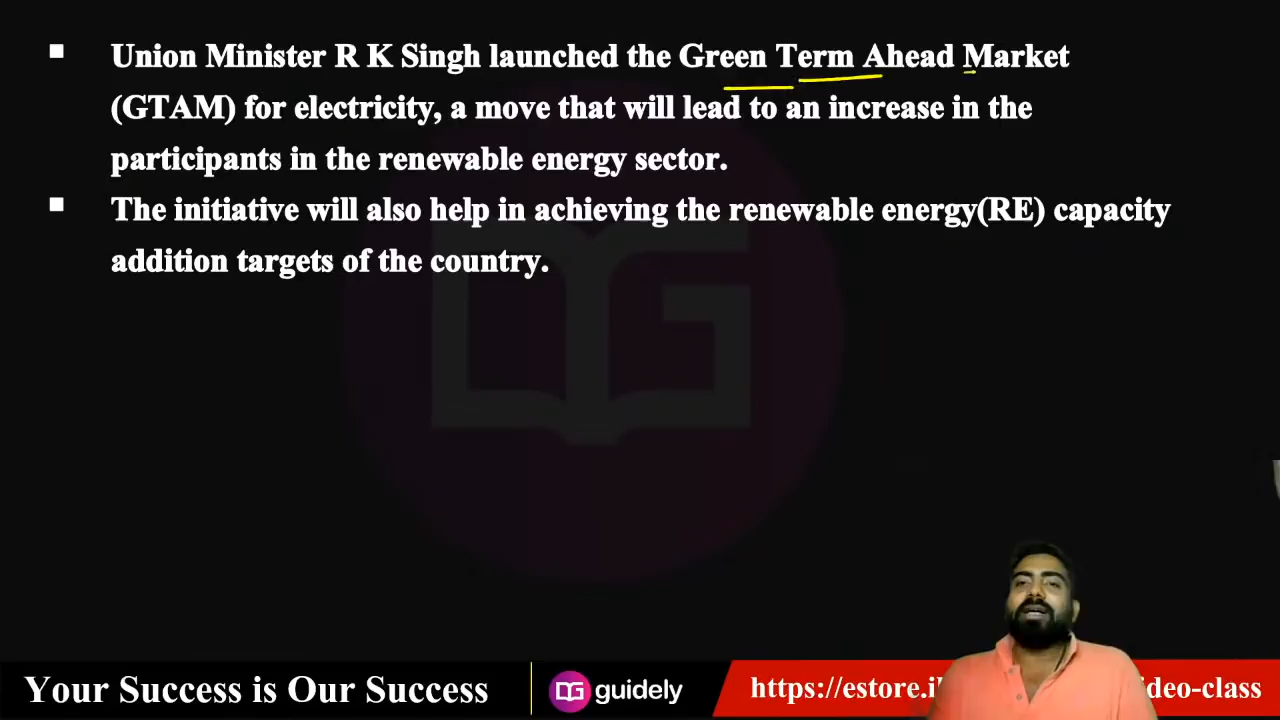 Union Minister R K Singh launched the Green Term Ahead Market
(GTAM) for electricity, a move that will lead to an increase in the
participants in the renewable energy sector.
The initiative will also help in achieving the renewable energy(RE) capacity
addition targets of the country.
Your Success is Our Success
DG guidely
https://estore.i
deo-class